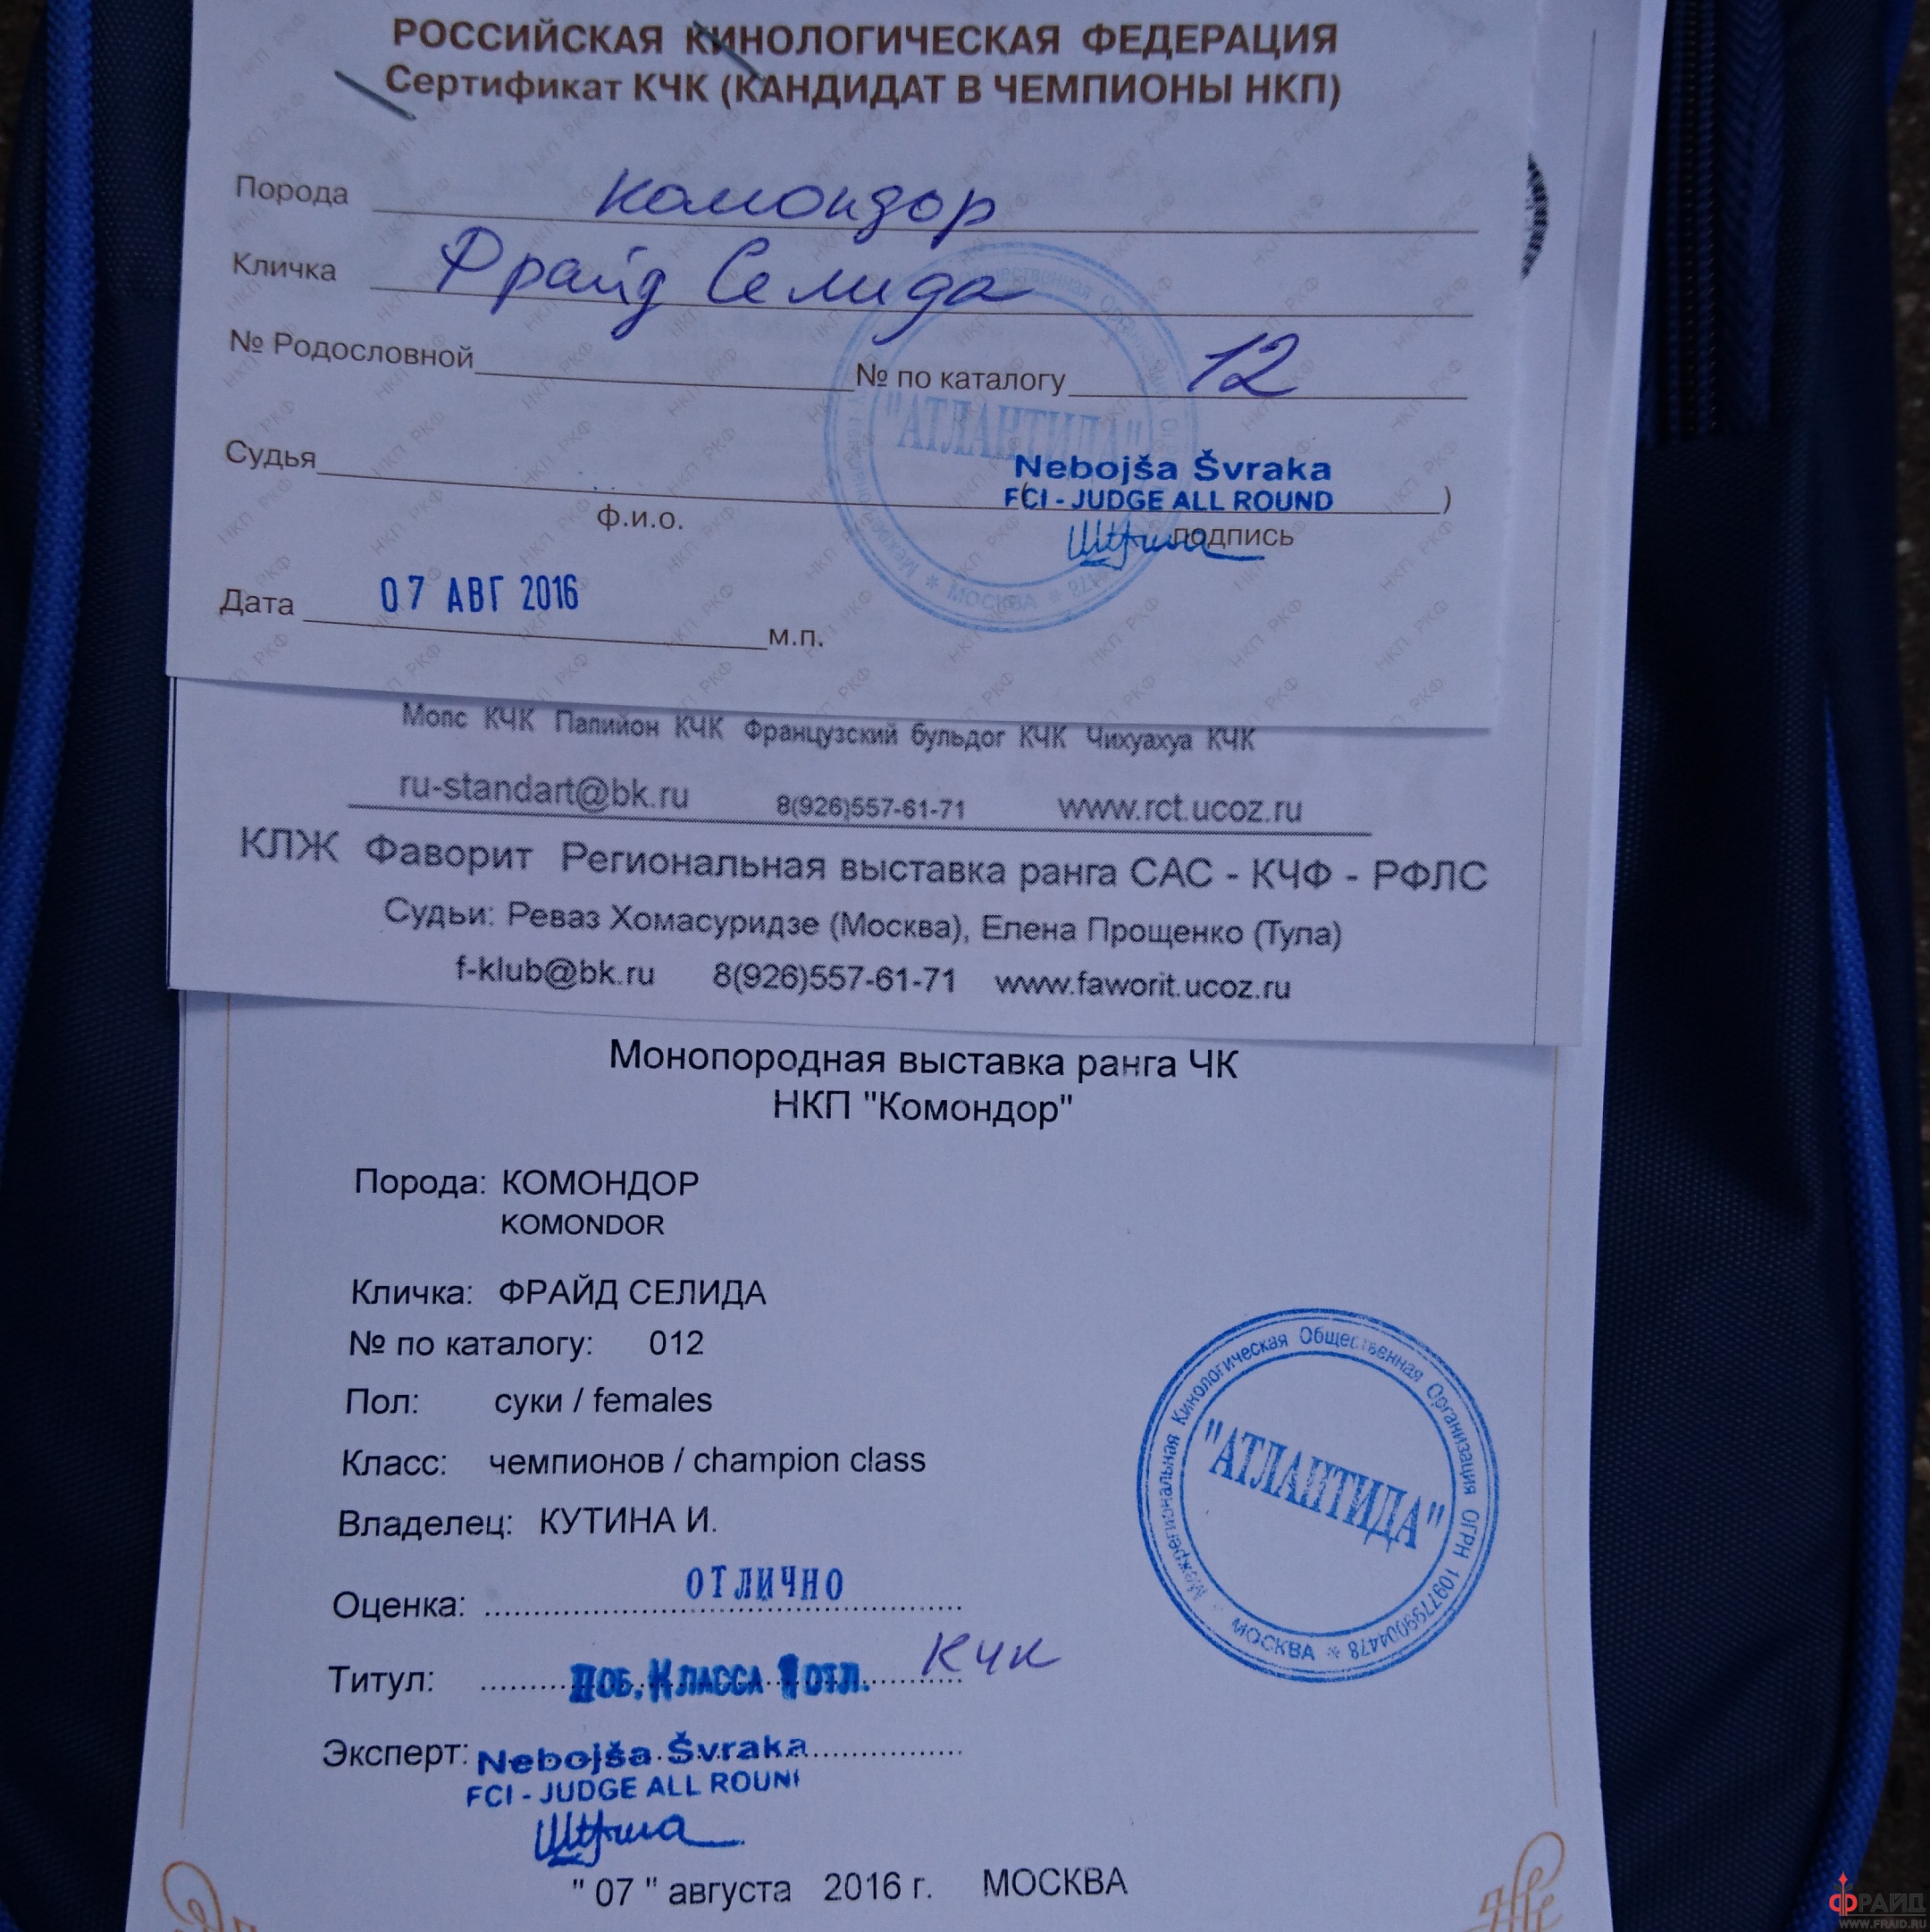 РОССИЙСКАЯ КИНОЛОГИЧЕСКАЯ ФЕДЕРАЦИЯ
Сертификат КЧК (КАНДИДАТ В ЧЕМПИОНЫ НКП)
Порода комондор
Кличка Фрайд Селида
№ Родословной № по каталогу 12
"АТЛАНТИДА"
Судья Nebojša Švraka
FCI - JUDGE ALL ROUND )
ф.и.о. подпись
Дата 07 АВГ 2016 м.п.
Мопс КЧК Папийон КЧК Французский бульдог КЧК Чихуахуа КЧК
ru-standart@bk.ru 8(926)557-61-71 www.rct.ucoz.ru
КЛЖ Фаворит Региональная выставка ранга САС - КЧФ - РФЛС
Судьи: Реваз Хомасуридзе (Москва), Елена Прощенко (Тула)
f-klub@bk.ru 8(926)557-61-71 www.faworit.ucoz.ru
Монопородная выставка ранга ЧК
НКП "Комондор"
Порода: КОМОНДОР
KOMONDOR
Кличка: ФРАЙД СЕЛИДА
№ по каталогу: 012
Пол: суки / females
Класс: чемпионов / champion class
Владелец: КУТИНА И.
Межрегиональная Кинологическая Общественная Организация ОГРН 1097799004478 * МОСКВА *
"АТЛАНТИДА"
Оценка: ОТЛИЧНО
Титул: ПОБ. КЛАССА 1 ОТЛ. КЧК
Эксперт: Nebojša Švraka
FCI - JUDGE ALL ROUN
" 07 " августа 2016 г. МОСКВА
ФРАЙД
WWW.FRAID.RU